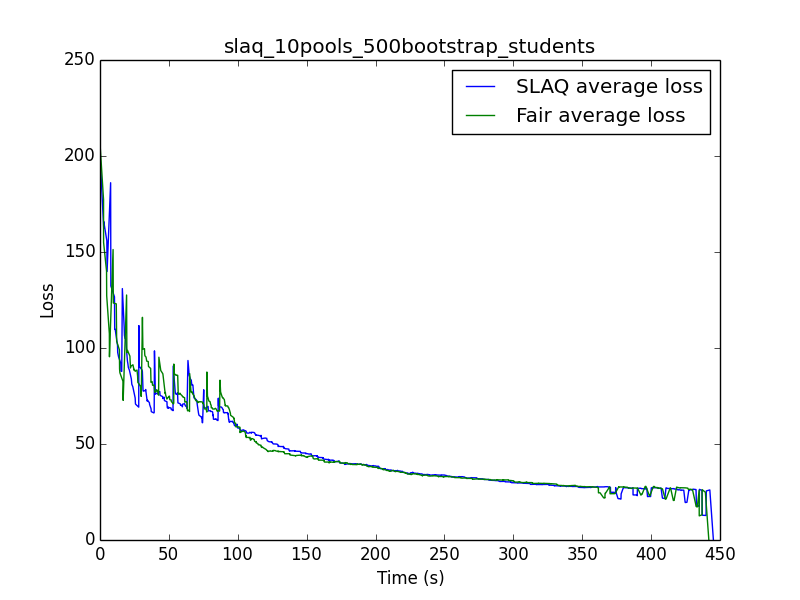 slaq_10pools_500bootstrap_students
SLAQ average loss
Fair average loss
250
200
150
100
50
0
Loss
0 50 100 150 200 250 300 350 400 450
Time (s)